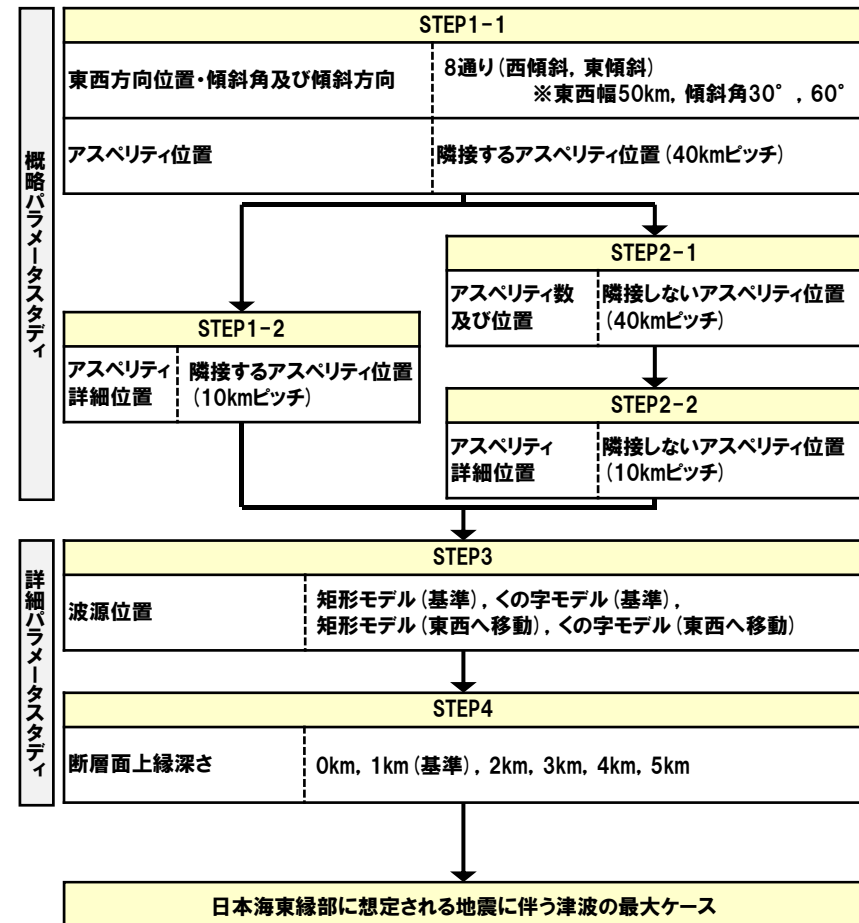 概略パラメータスタディ
STEP1-1
東西方向位置・傾斜角及び傾斜方向
8通り(西傾斜, 東傾斜)
※東西幅50km, 傾斜角30°, 60°
アスペリティ位置
隣接するアスペリティ位置(40kmピッチ)
STEP1-2
アスペリティ
詳細位置
隣接するアスペリティ位置
(10kmピッチ)
STEP2-1
アスペリティ数
及び位置
隣接しないアスペリティ位置
(40kmピッチ)
STEP2-2
アスペリティ
詳細位置
隣接しないアスペリティ位置
(10kmピッチ)
詳細パラメータスタディ
STEP3
波源位置
矩形モデル(基準), くの字モデル(基準),
矩形モデル(東西へ移動), くの字モデル(東西へ移動)
STEP4
断層面上縁深さ
0km, 1km(基準), 2km, 3km, 4km, 5km
日本海東縁部に想定される地震に伴う津波の最大ケース